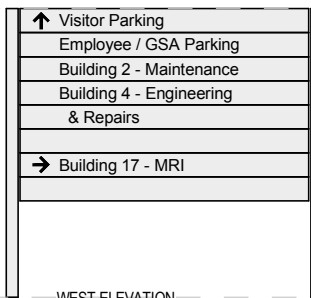 ↑ Visitor Parking
Employee / GSA Parking
Building 2 - Maintenance
Building 4 - Engineering
& Repairs
→ Building 17 - MRI
WEST ELEVATION